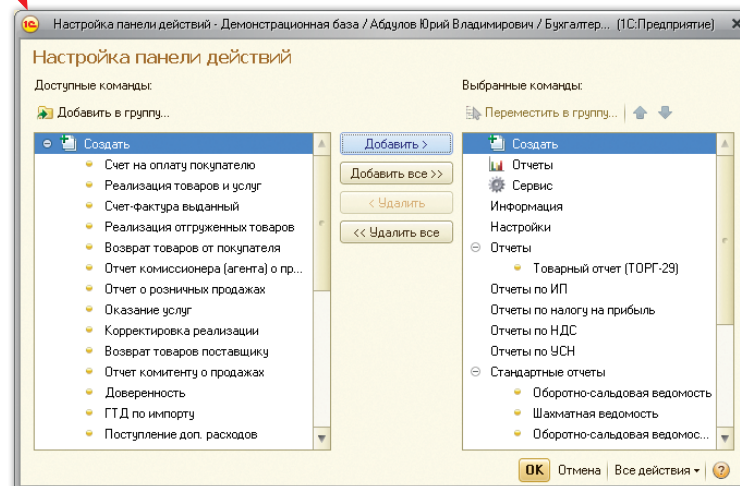 Настройка панели действий - Демонстрационная база / Абдулов Юрий Владимирович / Бухгалтер... (1С:Предприятие)
Настройка панели действий
Доступные команды:
Добавить в группу...
Создать
Счет на оплату покупателю
Реализация товаров и услуг
Счет-фактура выданный
Реализация отгруженных товаров
Возврат товаров от покупателя
Отчет комиссионера (агента) о пр...
Отчет о розничных продажах
Оказание услуг
Корректировка реализации
Возврат товаров поставщику
Отчет комитенту о продажах
Доверенность
ГТД по импорту
Поступление доп. расходов
Добавить >
Добавить все >>
< Удалить
<< Удалить все
Выбранные команды:
Переместить в группу...
Создать
Отчеты
Сервис
Информация
Настройки
Отчеты
Товарный отчет (ТОРГ-29)
Отчеты по ИП
Отчеты по налогу на прибыль
Отчеты по НДС
Отчеты по УСН
Стандартные отчеты
Оборотно-сальдовая ведомость
Шахматная ведомость
Оборотно-сальдовая ведомос...
OK Отмена Все действия ?